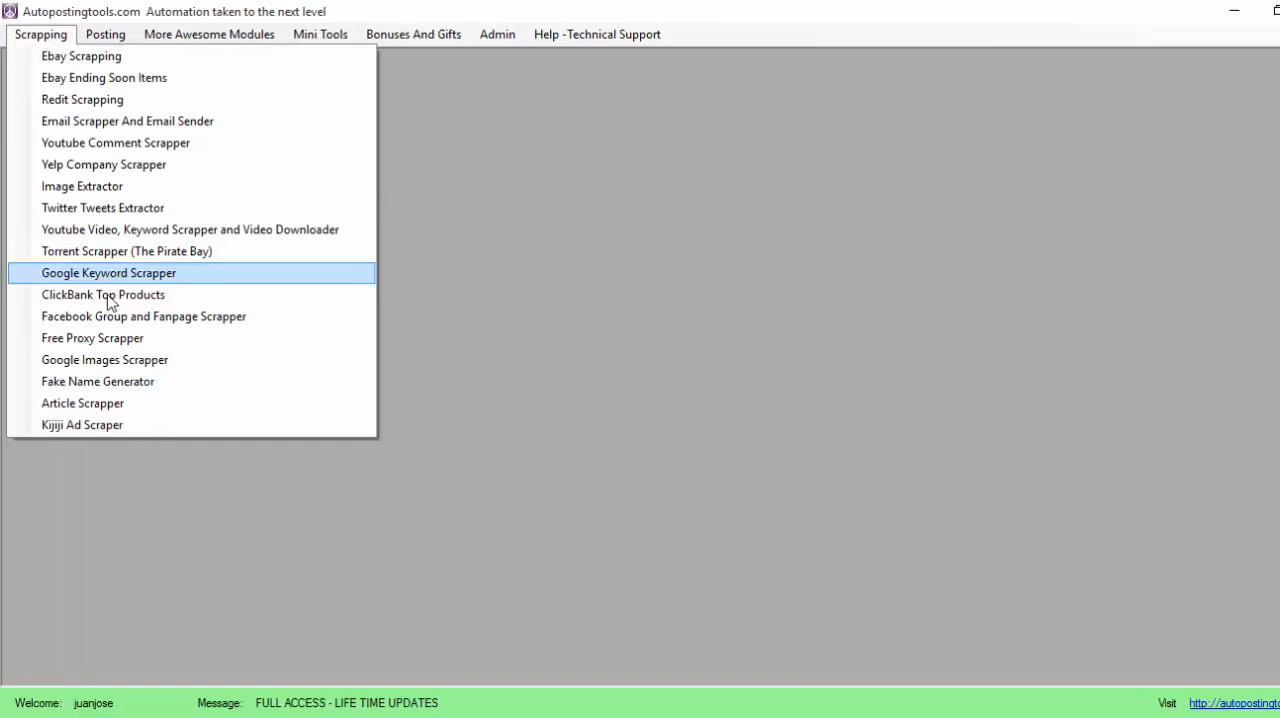 Autopostingtools.com  Automation taken to the next level
Scrapping Posting More Awesome Modules Mini Tools Bonuses And Gifts Admin Help -Technical Support
Ebay Scrapping
Ebay Ending Soon Items
Redit Scrapping
Email Scrapper And Email Sender
Youtube Comment Scrapper
Yelp Company Scrapper
Image Extractor
Twitter Tweets Extractor
Youtube Video, Keyword Scrapper and Video Downloader
Torrent Scrapper (The Pirate Bay)
Google Keyword Scrapper
ClickBank Top Products
Facebook Group and Fanpage Scrapper
Free Proxy Scrapper
Google Images Scrapper
Fake Name Generator
Article Scrapper
Kijiji Ad Scraper
Welcome: juanjose Message: FULL ACCESS - LIFE TIME UPDATES Visit http://autopostingto